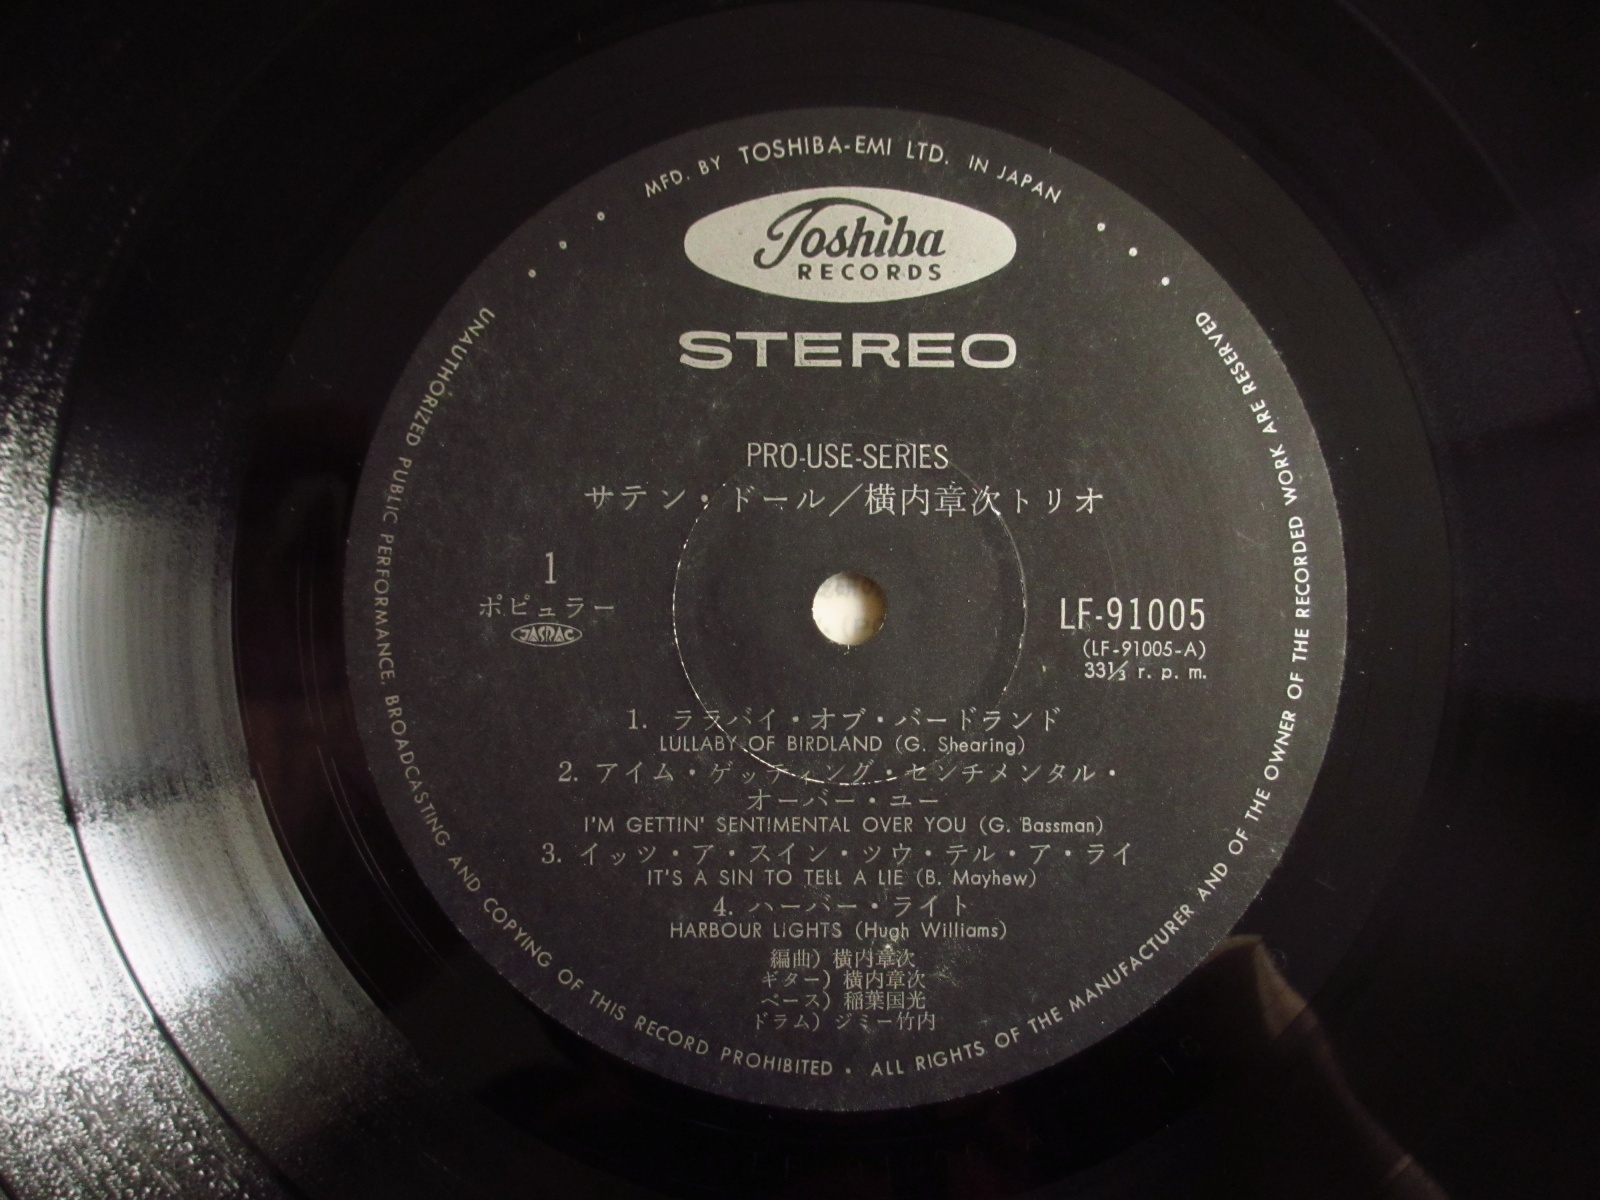 MFD. BY TOSHIBA-EMI LTD. IN JAPAN
Toshiba
RECORDS
STEREO
PRO-USE-SERIES
サテン・ドール／横内章次トリオ
1
ポピュラー
JASRAC
LF-91005
(LF-91005-A)
33⅓ r. p. m.
1. ララバイ・オブ・バードランド
LULLABY OF BIRDLAND (G. Shearing)
2. アイム・ゲッティング・センチメンタル・
オーバー・ユー
I'M GETTIN' SENTIMENTAL OVER YOU (G. Bassman)
3. イッツ・ア・スイン・ツウ・テル・ア・ライ
IT'S A SIN TO TELL A LIE (B. Mayhew)
4. ハーバー・ライト
HARBOUR LIGHTS (Hugh Williams)
編曲) 横内章次
ギター) 横内章次
ベース) 稲葉国光
ドラム) ジミー竹内
UNAUTHORIZED PUBLIC PERFORMANCE, BROADCASTING AND COPYING OF THIS RECORD PROHIBITED • ALL RIGHTS OF THE MANUFACTURER AND OF THE OWNER OF THE RECORDED WORK ARE RESERVED